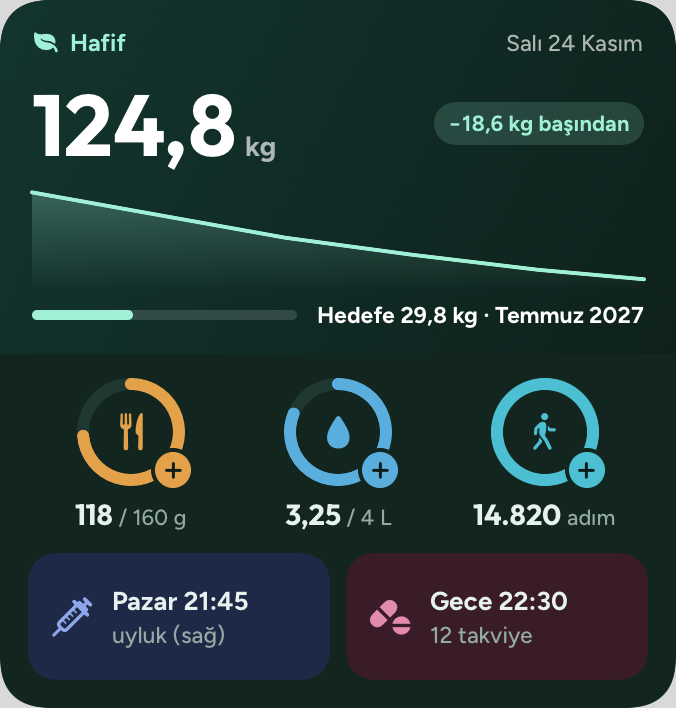 Hafif
Salı 24 Kasım
124,8 kg
−18,6 kg başından
Hedefe 29,8 kg · Temmuz 2027
118 / 160 g
3,25 / 4 L
14.820 adım
Pazar 21:45
uyluk (sağ)
Gece 22:30
12 takviye